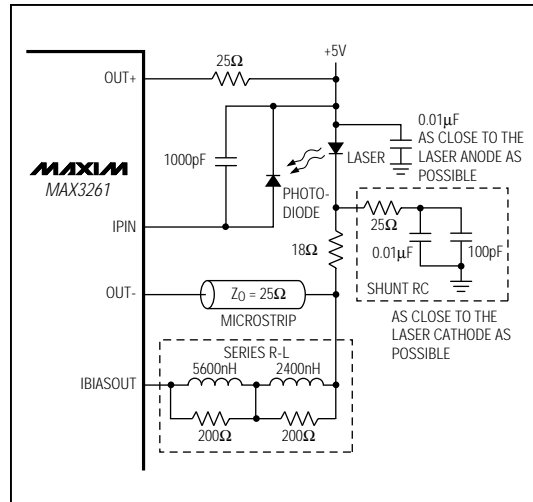 +5V
25Ω
OUT+
0.01μF
AS CLOSE TO THE
LASER ANODE AS
POSSIBLE
1000pF
LASER
MAXIM
MAX3261
PHOTO-
DIODE
IPIN
25Ω
18Ω
0.01μF
100pF
SHUNT RC
OUT-
Z0 = 25Ω
MICROSTRIP
AS CLOSE TO THE
LASER CATHODE AS
POSSIBLE
SERIES R-L
5600nH
2400nH
IBIASOUT
200Ω
200Ω